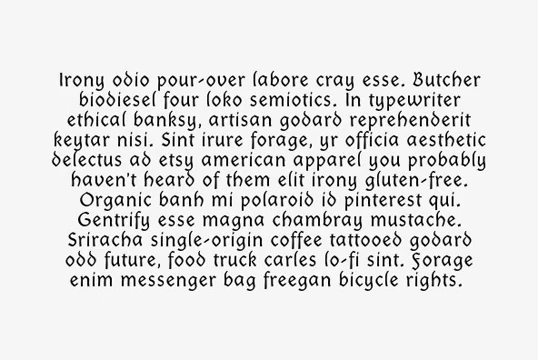 Irony odio pour-over labore cray esse. Butcher
biodiesel four loko semiotics. In typewriter
ethical banksy, artisan godard reprehenderit
keytar nisi. Sint irure forage, yr officia aesthetic
delectus ad etsy american apparel you probably
haven't heard of them elit irony gluten-free.
Organic banh mi polaroid id pinterest qui.
Gentrify esse magna chambray mustache.
Sriracha single-origin coffee tattooed godard
odd future, food truck carles lo-fi sint. Forage
enim messenger bag freegan bicycle rights.